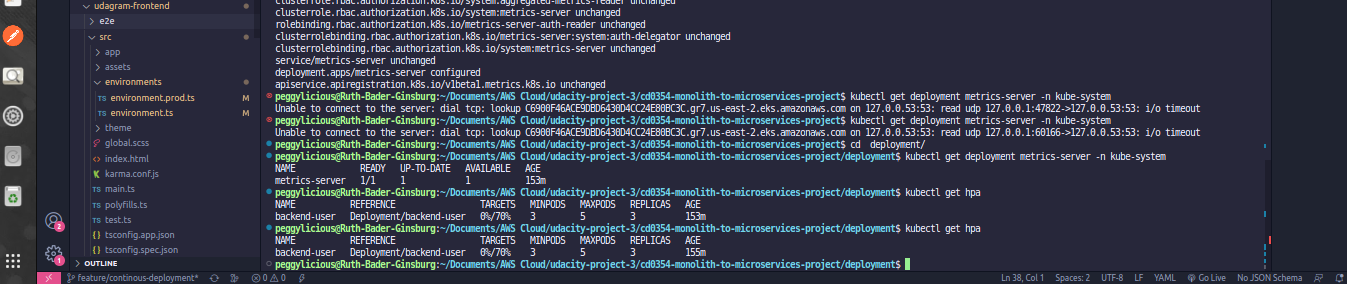 udagram-frontend
e2e
src
app
assets
environments
TS environment.prod.ts M
TS environment.ts M
theme
global.scss
index.html
karma.conf.js
TS main.ts
TS polyfills.ts
TS test.ts
{} tsconfig.app.json
{} tsconfig.spec.json
OUTLINE
2
1
clusterrole.rbac.authorization.k8s.io/system:aggregated-metrics-reader unchanged
clusterrole.rbac.authorization.k8s.io/system:metrics-server unchanged
rolebinding.rbac.authorization.k8s.io/metrics-server-auth-reader unchanged
clusterrolebinding.rbac.authorization.k8s.io/metrics-server:system:auth-delegator unchanged
clusterrolebinding.rbac.authorization.k8s.io/system:metrics-server unchanged
service/metrics-server unchanged
deployment.apps/metrics-server configured
apiservice.apiregistration.k8s.io/v1beta1.metrics.k8s.io unchanged
peggylicious@Ruth-Bader-Ginsburg:~/Documents/AWS Cloud/udacity-project-3/cd0354-monolith-to-microservices-project$ kubectl get deployment metrics-server -n kube-system
Unable to connect to the server: dial tcp: lookup C6900F46ACE9DBD6430D4CC24E80BC3C.gr7.us-east-2.eks.amazonaws.com on 127.0.0.53:53: read udp 127.0.0.1:47822->127.0.0.53:53: i/o timeout
peggylicious@Ruth-Bader-Ginsburg:~/Documents/AWS Cloud/udacity-project-3/cd0354-monolith-to-microservices-project$ kubectl get deployment metrics-server -n kube-system
Unable to connect to the server: dial tcp: lookup C6900F46ACE9DBD6430D4CC24E80BC3C.gr7.us-east-2.eks.amazonaws.com on 127.0.0.53:53: read udp 127.0.0.1:60166->127.0.0.53:53: i/o timeout
peggylicious@Ruth-Bader-Ginsburg:~/Documents/AWS Cloud/udacity-project-3/cd0354-monolith-to-microservices-project$ cd deployment/
peggylicious@Ruth-Bader-Ginsburg:~/Documents/AWS Cloud/udacity-project-3/cd0354-monolith-to-microservices-project/deployment$ kubectl get deployment metrics-server -n kube-system
NAME READY UP-TO-DATE AVAILABLE AGE
metrics-server 1/1 1 1 153m
peggylicious@Ruth-Bader-Ginsburg:~/Documents/AWS Cloud/udacity-project-3/cd0354-monolith-to-microservices-project/deployment$ kubectl get hpa
NAME REFERENCE TARGETS MINPODS MAXPODS REPLICAS AGE
backend-user Deployment/backend-user 0%/70% 3 5 3 153m
peggylicious@Ruth-Bader-Ginsburg:~/Documents/AWS Cloud/udacity-project-3/cd0354-monolith-to-microservices-project/deployment$ kubectl get hpa
NAME REFERENCE TARGETS MINPODS MAXPODS REPLICAS AGE
backend-user Deployment/backend-user 0%/70% 3 5 3 155m
peggylicious@Ruth-Bader-Ginsburg:~/Documents/AWS Cloud/udacity-project-3/cd0354-monolith-to-microservices-project/deployment$
feature/continous-deployment* 0 0 Ln 38, Col 1 Spaces: 2 UTF-8 LF YAML Go Live No JSON Schema